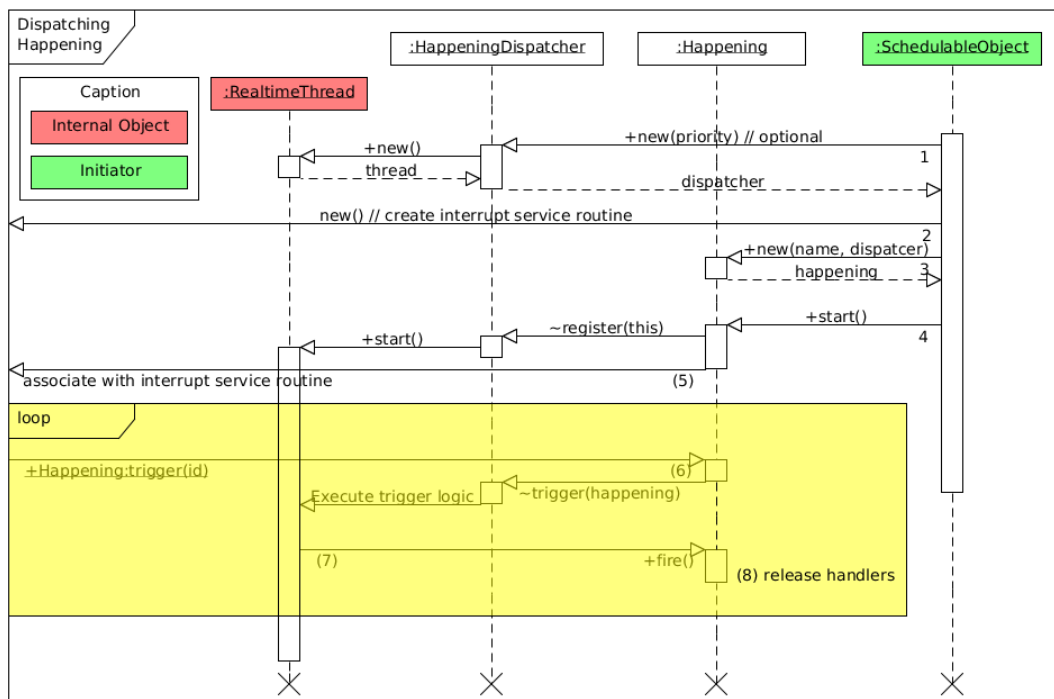 Dispatching
Happening
:HappeningDispatcher
:Happening
:SchedulableObject
Caption
Internal Object
Initiator
:RealtimeThread
+new(priority) // optional
1
+new()
thread
dispatcher
new() // create interrupt service routine
2
+new(name, dispatcer)
happening
3
+start()
4
~register(this)
+start()
associate with interrupt service routine
(5)
loop
+Happening:trigger(id)
(6)
~trigger(happening)
Execute trigger logic
(7)
+fire()
(8) release handlers